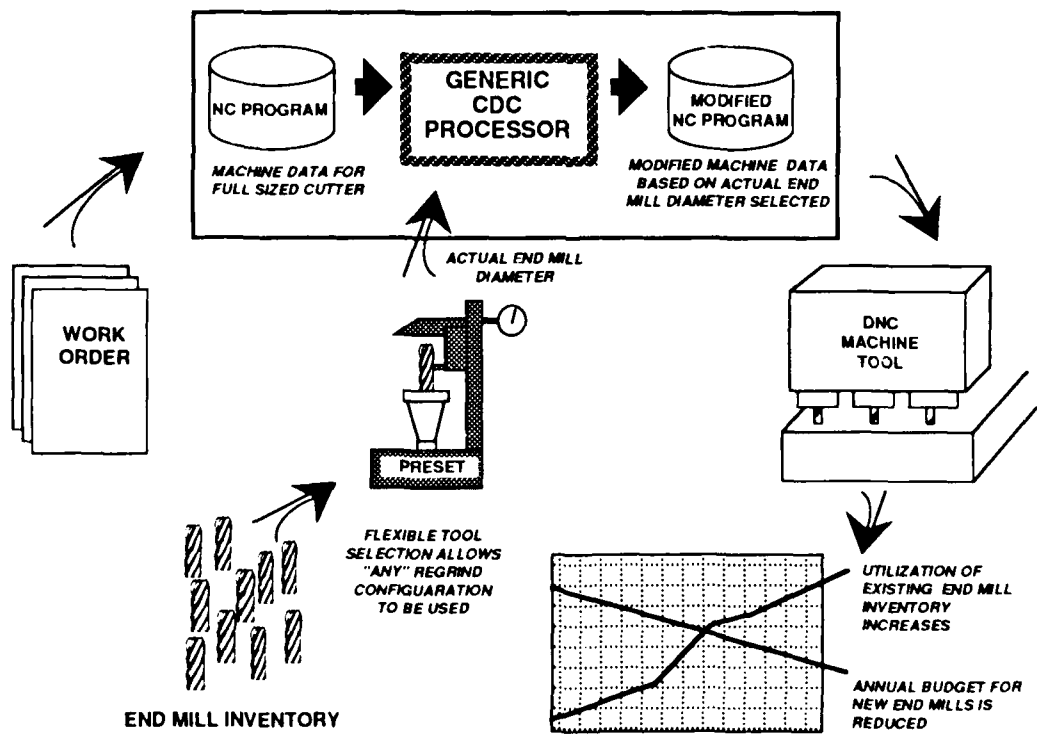 NC PROGRAM
MACHINE DATA FOR
FULL SIZED CUTTER
GENERIC
CDC
PROCESSOR
MODIFIED
NC PROGRAM
MODIFIED MACHINE DATA
BASED ON ACTUAL END
MILL DIAMETER SELECTED
ACTUAL END MILL
DIAMETER
WORK
ORDER
DNC
MACHINE
TOOL
PRESET
FLEXIBLE TOOL
SELECTION ALLOWS
"ANY" REGRIND
CONFIGUARATION
TO BE USED
END MILL INVENTORY
UTILIZATION OF
EXISTING END MILL
INVENTORY
INCREASES
ANNUAL BUDGET FOR
NEW END MILLS IS
REDUCED